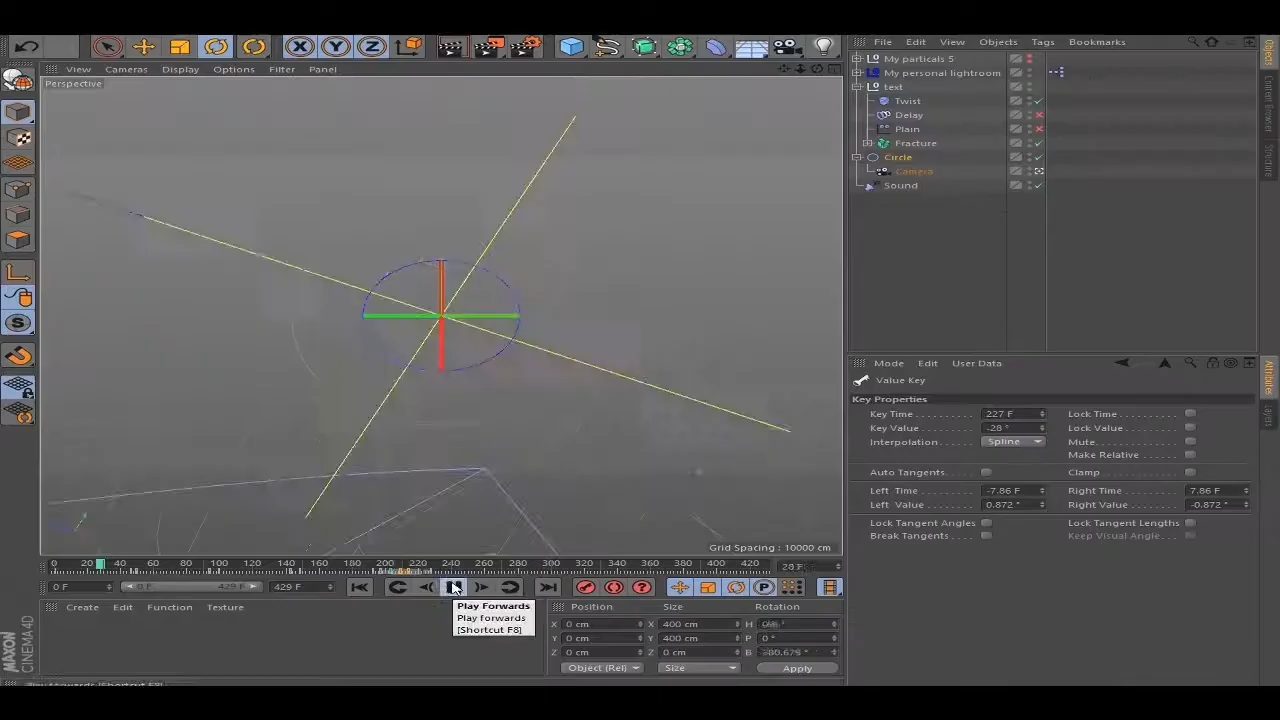 File Edit View Objects Tags Bookmarks
View Cameras Display Options Filter Panel
Perspective
My particals 5
My personal lightroom
text
Twist
Delay
Plain
Fracture
Circle
Camera
Sound
Objects
Content Browser
Structure
Mode Edit User Data
Value Key
Key Properties
Key Time 227 F Lock Time
Key Value -28 ° Lock Value
Interpolation Spline Mute
Make Relative
Auto Tangents Clamp
Left Time -7.86 F Right Time 7.86 F
Left Value 0.872 ° Right Value -0.872 °
Lock Tangent Angles Lock Tangent Lengths
Break Tangents Keep Visual Angle
Attributes
Layers
Grid Spacing : 10000 cm
0 20 40 60 80 100 120 140 160 180 200 220 240 260 280 300 320 340 360 380 400 420
0 F 0 F 429 F 429 F
Play Forwards
Play forwards
[Shortcut F8]
Create Edit Function Texture
Position Size Rotation
X 0 cm X 400 cm H
Y 0 cm Y 400 cm P 0 °
Z 0 cm Z 0 cm B
Object (Rel) Size Apply
MAXON
CINEMA 4D